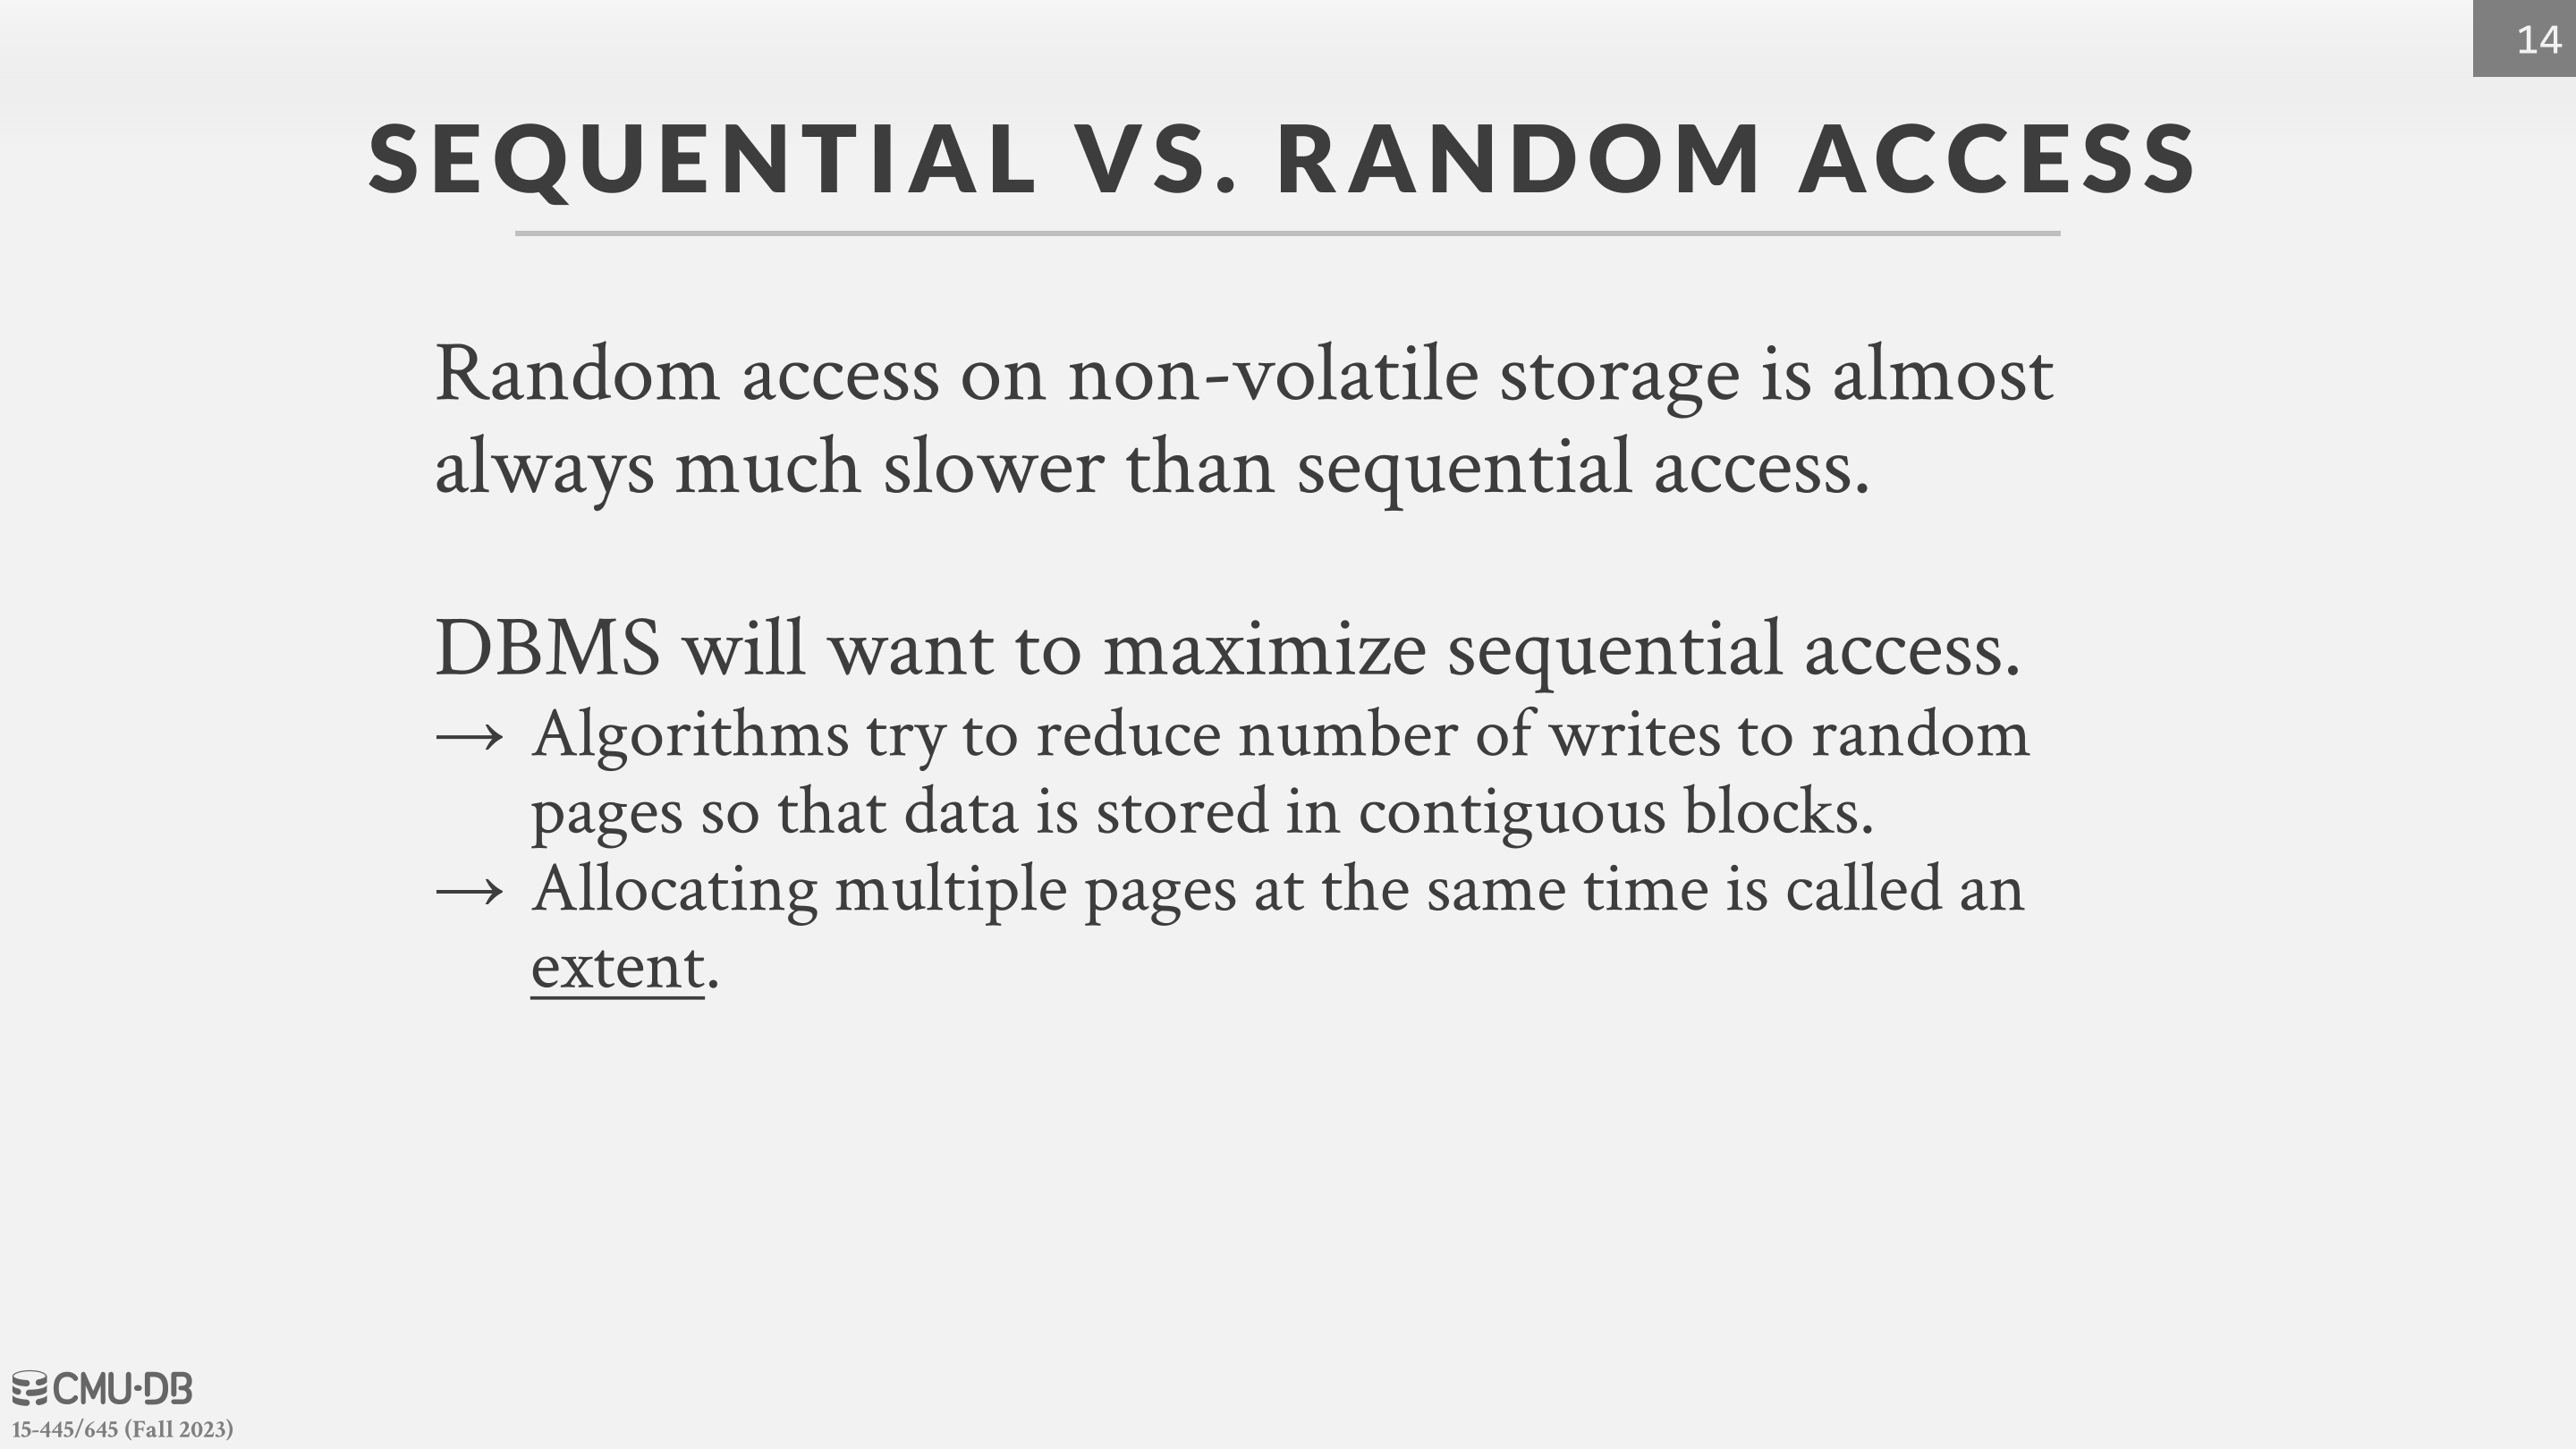 14
SEQUENTIAL VS. RANDOM ACCESS
Random access on non-volatile storage is almost
always much slower than sequential access.
DBMS will want to maximize sequential access.
→ Algorithms try to reduce number of writes to random
pages so that data is stored in contiguous blocks.
→ Allocating multiple pages at the same time is called an
extent.
CMU·DB
15-445/645 (Fall 2023)